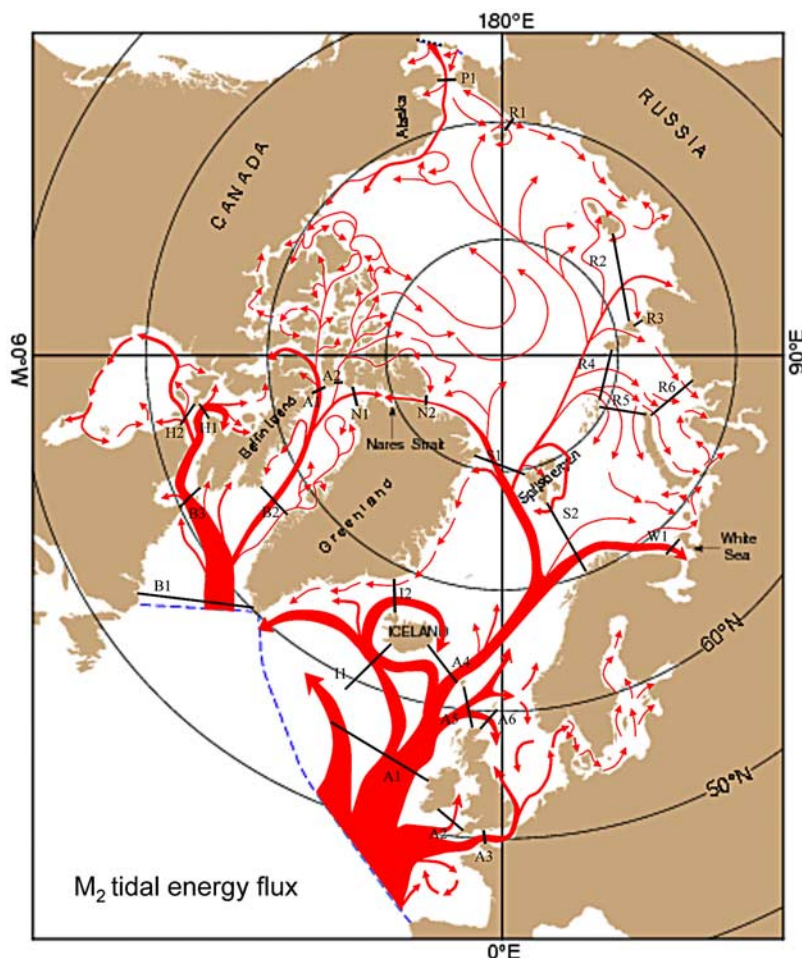 180°E
P1
R1
Alaska
RUSSIA
CANADA
R2
R3
90°W
90°E
R4
A2
R5
R6
A
N1
N2
H2
H1
Baffin Island
Nares Strait
S1
Spitsbergen
B3
B2
Greenland
S2
W1
White
Sea
B1
I2
ICELAND
60°N
A4
I1
A5
A6
A1
50°N
A2
A3
M₂ tidal energy flux
0°E